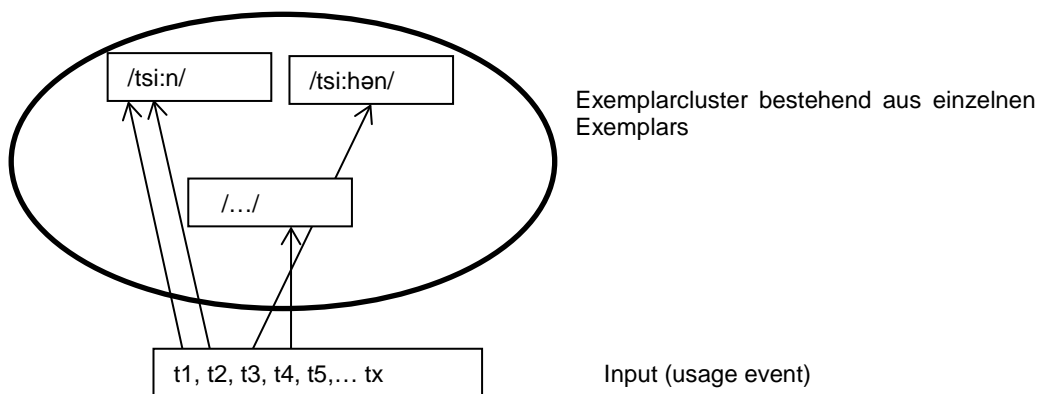 /tsi:n/
/tsi:hən/
Exemplarcluster bestehend aus einzelnen
Exemplars
/…/
t1, t2, t3, t4, t5,… tx
Input (usage event)